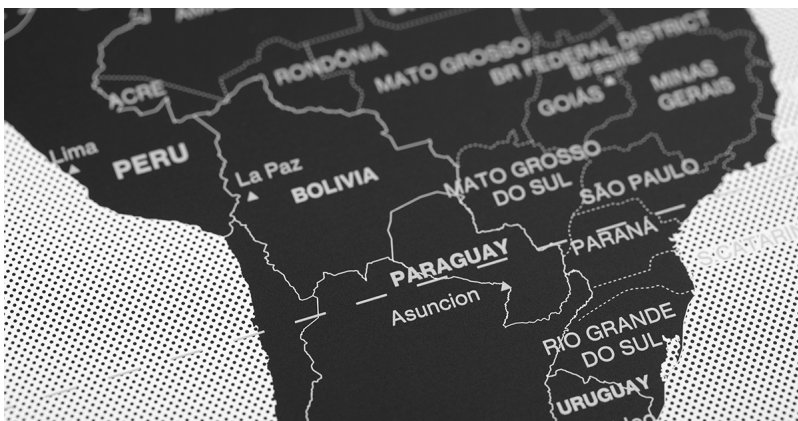 RONDÔNIA
MATO GROSSO
BR FEDERAL DISTRICT
Brasília
ACRE
GOIÁS
MINAS
GERAIS
Lima
PERU
La Paz
BOLIVIA
MATO GROSSO
DO SUL
SÃO PAULO
PARANÁ
S.CATARIN
PARAGUAY
Asuncion
RIO GRANDE
DO SUL
URUGUAY